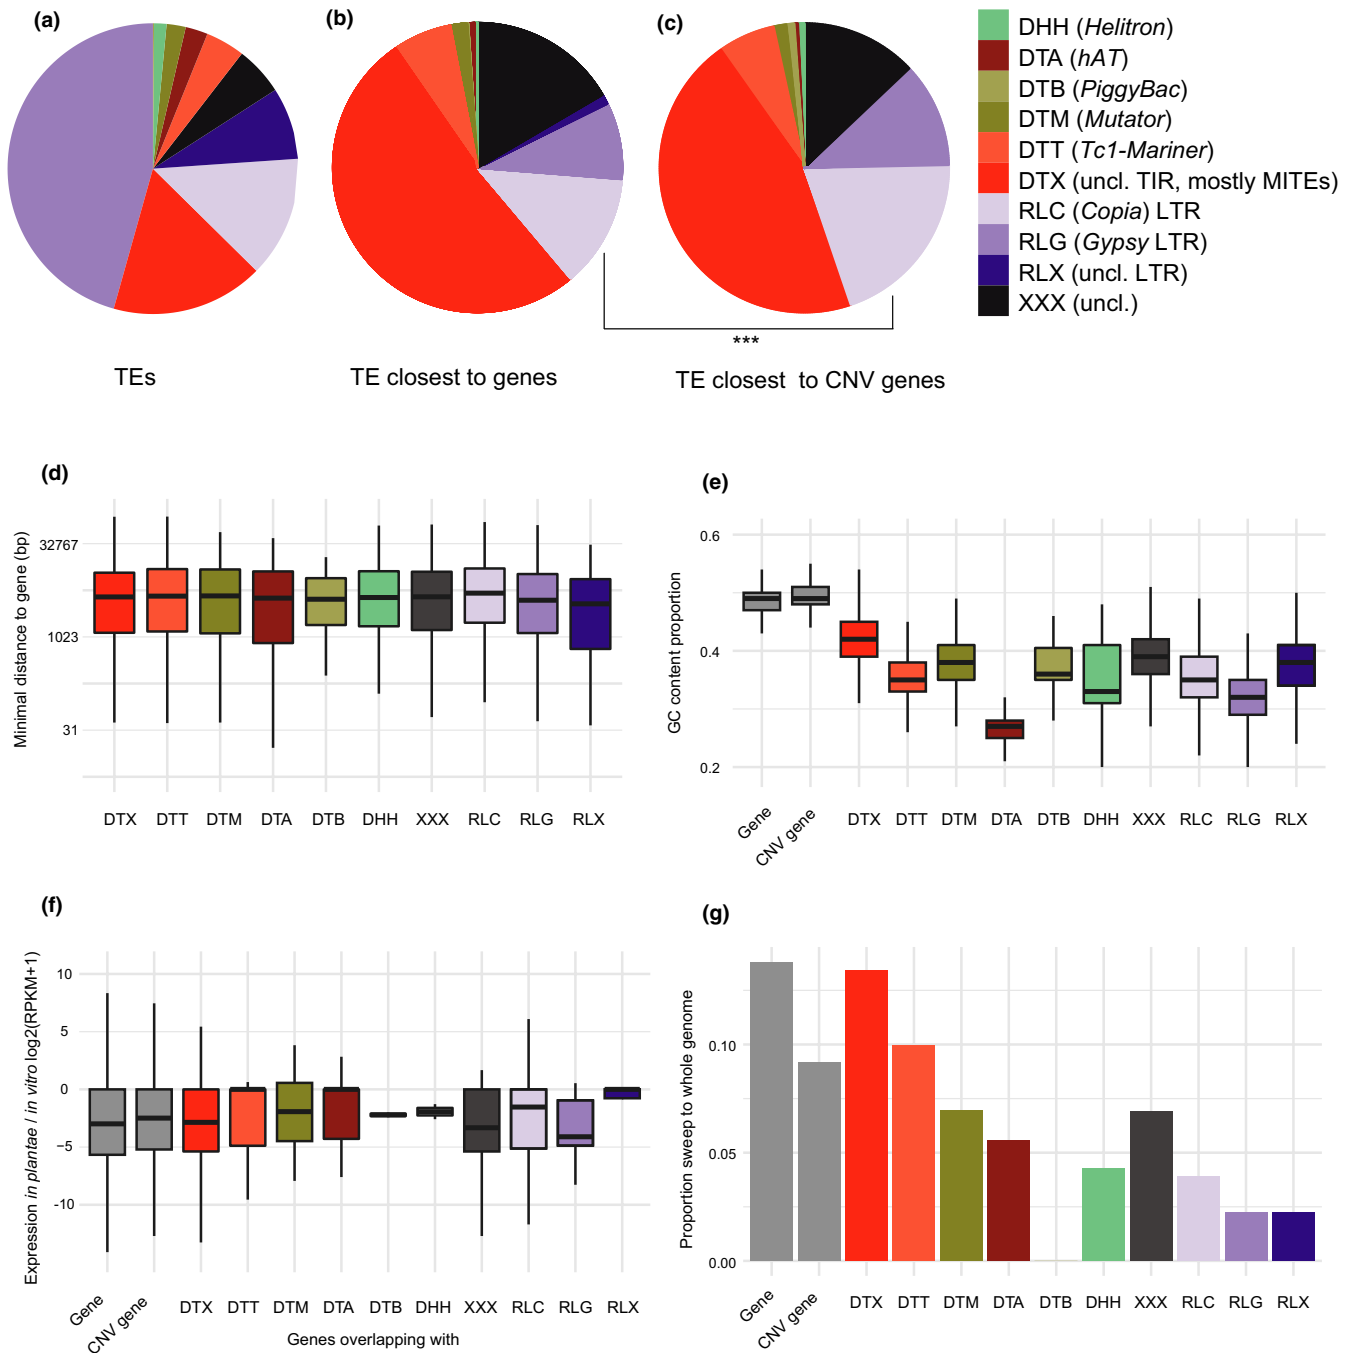 (a)
(b)
(c)
DHH (Helitron)
DTA (hAT)
DTB (PiggyBac)
DTM (Mutator)
DTT (Tc1-Mariner)
DTX (uncl. TIR, mostly MITEs)
RLC (Copia) LTR
RLG (Gypsy LTR)
RLX (uncl. LTR)
XXX (uncl.)
***
TEs
TE closest to genes
TE closest to CNV genes
(d)
Minimal distance to gene (bp)
32767
1023
31
DTX DTT DTM DTA DTB DHH XXX RLC RLG RLX
(e)
GC content proportion
0.6
0.4
0.2
Gene CNV gene DTX DTT DTM DTA DTB DHH XXX RLC RLG RLX
(f)
Expression in plantae / in vitro log2(RPKM+1)
10
5
0
−5
−10
Gene CNV gene DTX DTT DTM DTA DTB DHH XXX RLC RLG RLX
Genes overlapping with
(g)
Proportion sweep to whole genome
0.10
0.05
0.00
Gene CNV gene DTX DTT DTM DTA DTB DHH XXX RLC RLG RLX